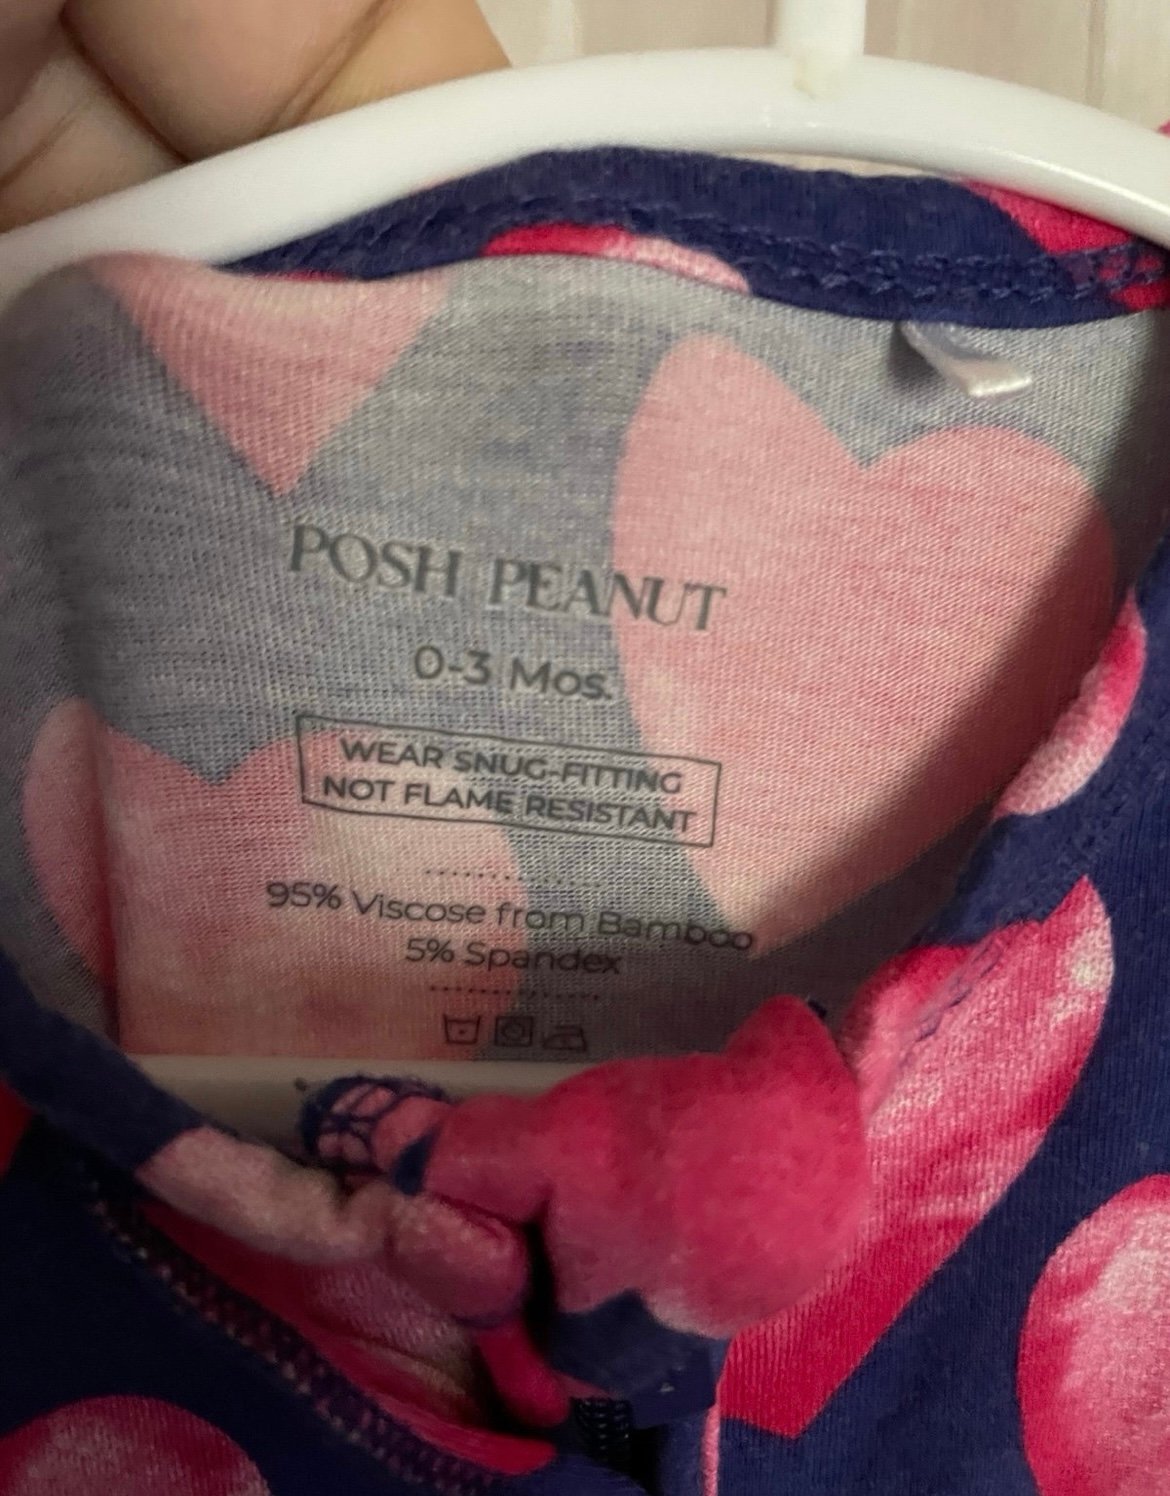 POSH PEANUT
0-3 Mos.
WEAR SNUG-FITTING
NOT FLAME RESISTANT
95% Viscose from Bamboo
5% Spandex